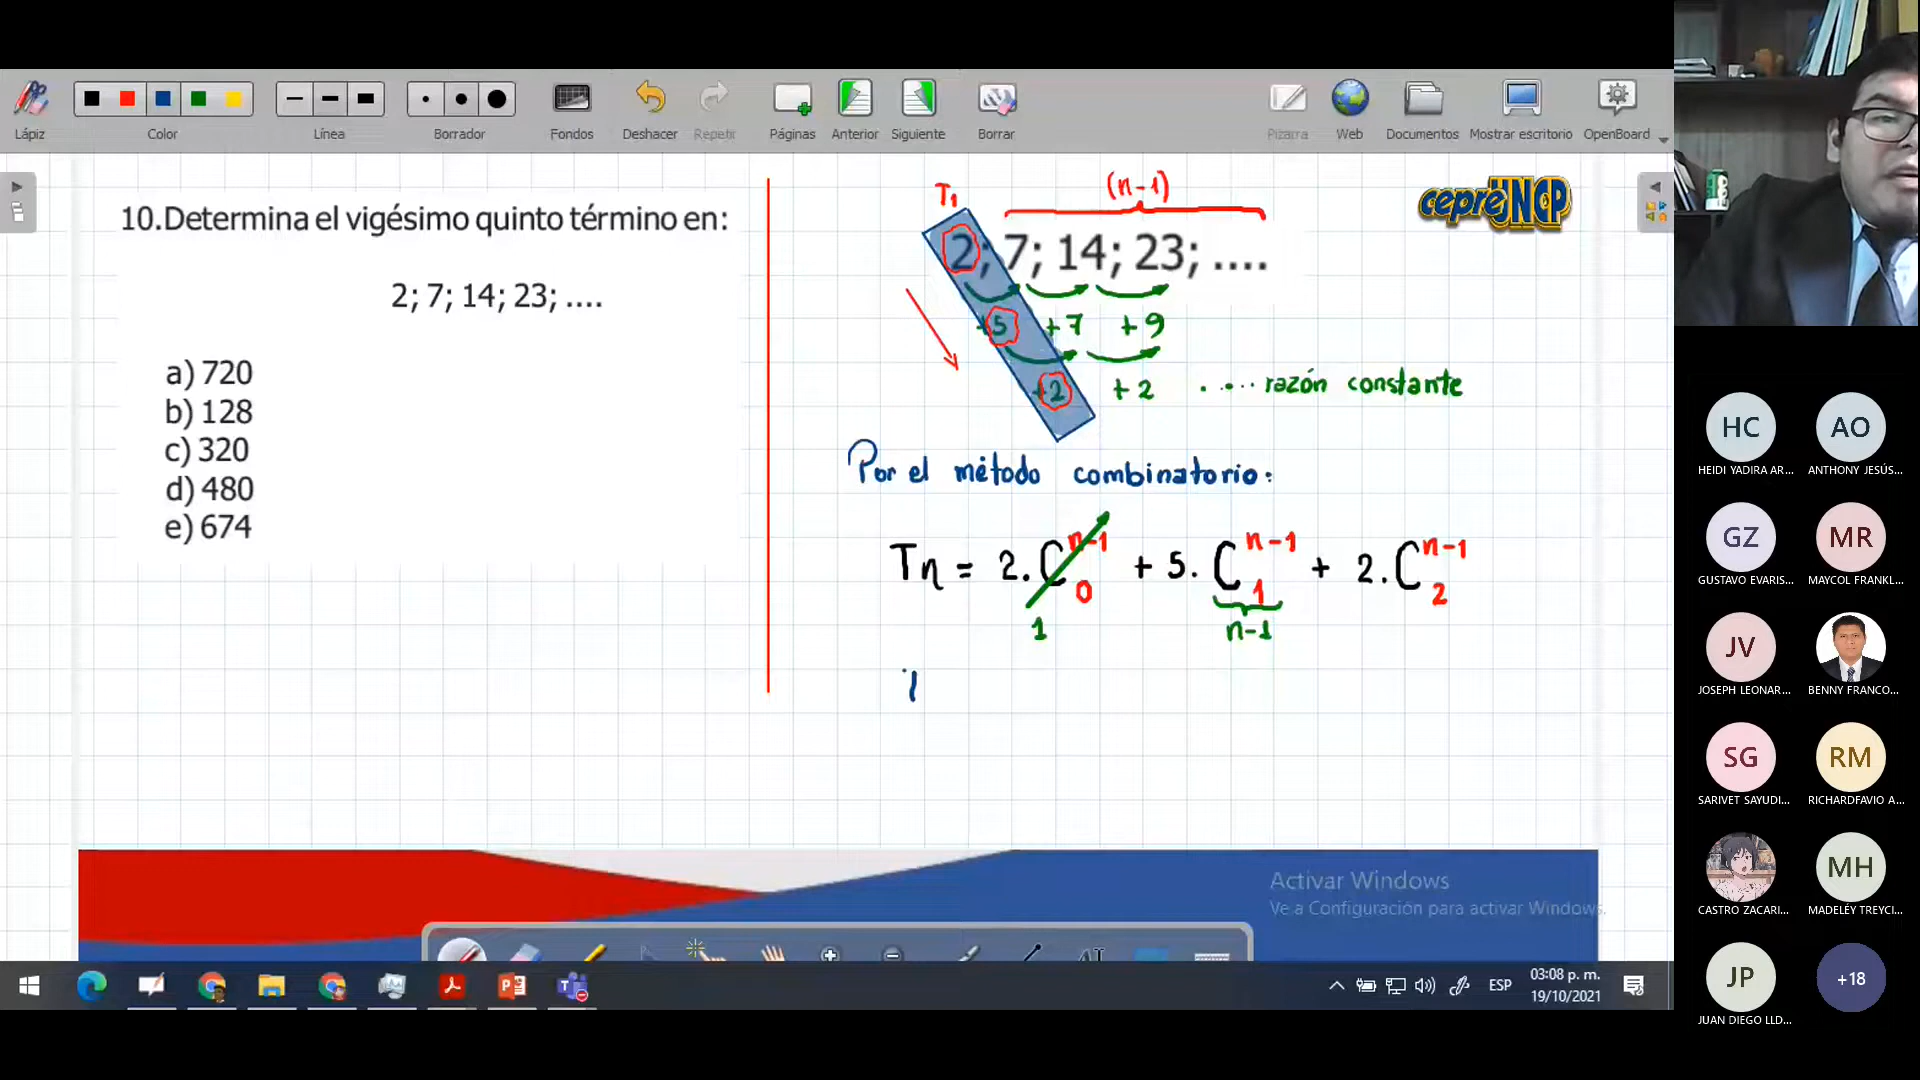 Lápiz
Color
Línea
Borrador
Fondos
Deshacer
Repetir
Páginas
Anterior
Siguiente
Borrar
Pizarra
Web
Documentos
Mostrar escritorio
OpenBoard
10.Determina el vigésimo quinto término en:
2; 7; 14; 23; ....
a) 720
b) 128
c) 320
d) 480
e) 674
T1 (n-1)
cepreUNCP
2; 7; 14; 23; ....
+5 +7 +9
+2 +2 ..... razón constante
Por el método combinatorio:
Tn = 2. C n-1 0 + 5. C n-1 1 + 2. C n-1 2
1 n-1
Activar Windows
Ve a Configuración para activar Windows.
ESP
03:08 p. m.
19/10/2021
HC
HEIDI YADIRA AR...
AO
ANTHONY JESÚS...
GZ
GUSTAVO EVARIS...
MR
MAYCOL FRANKL...
JV
JOSEPH LEONAR...
BENNY FRANCO...
SG
SARIVET SAYUDI...
RM
RICHARDFAVIO A...
CASTRO ZACARI...
MH
MADELÉY TREYCI...
JP
JUAN DIEGO LLD...
+18